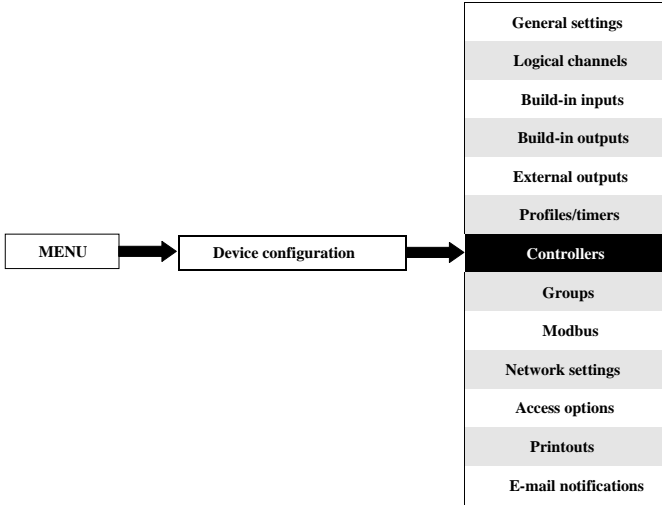 General settings
Logical channels
Build-in inputs
Build-in outputs
External outputs
Profiles/timers
MENU
Device configuration
Controllers
Groups
Modbus
Network settings
Access options
Printouts
E-mail notifications